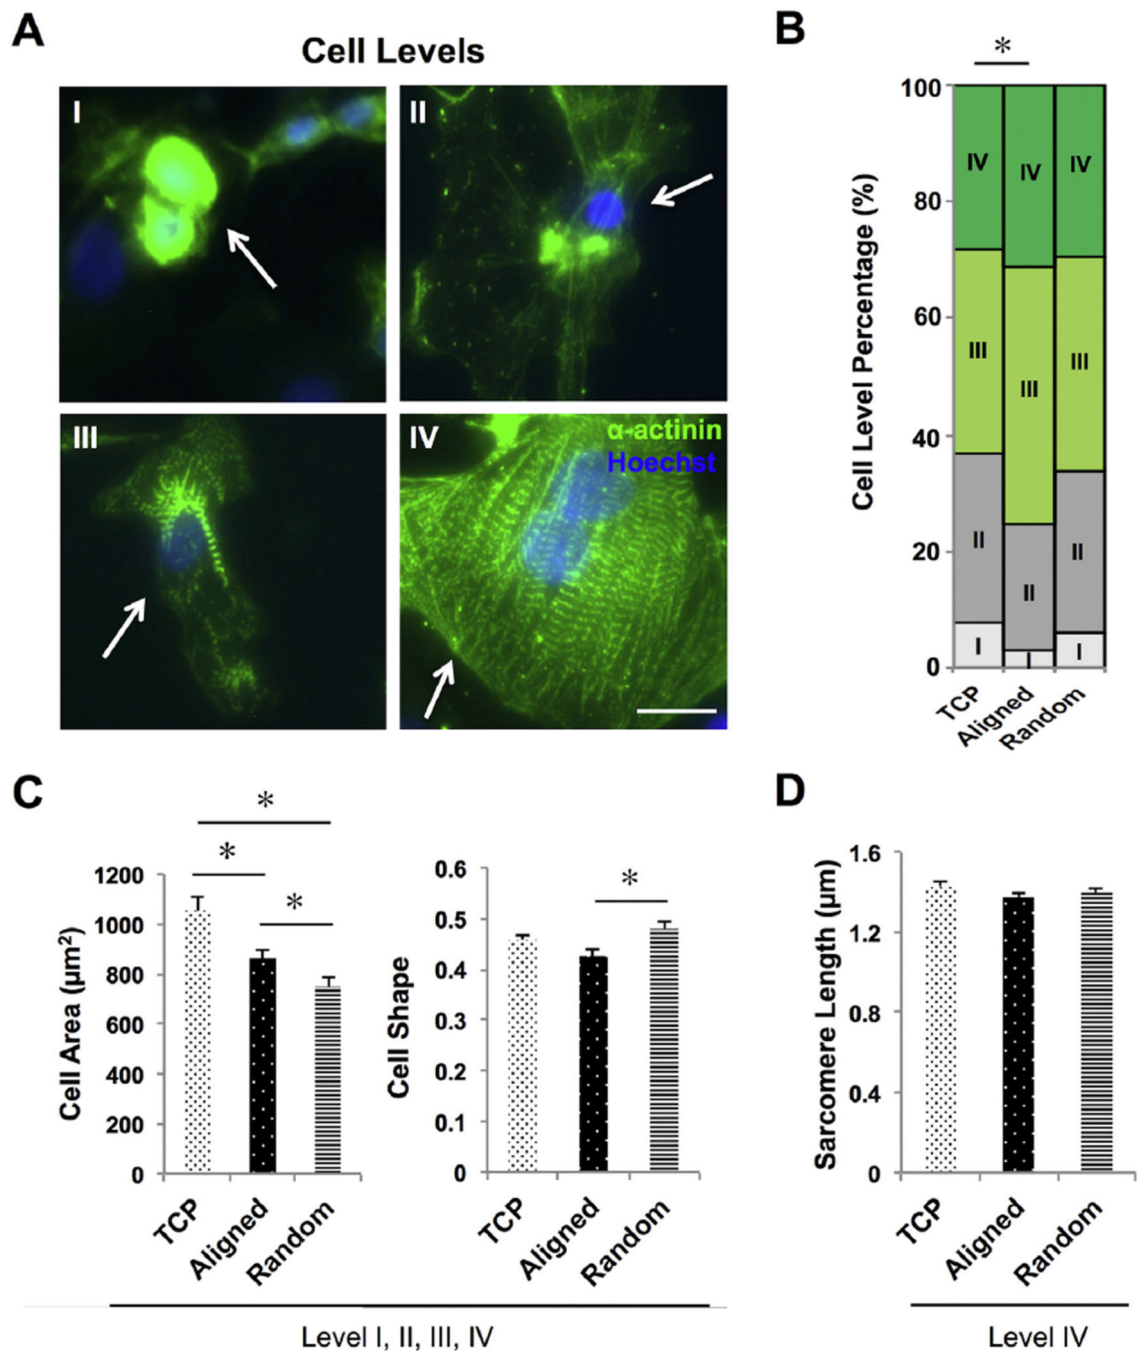 A
Cell Levels
I
II
III
IV
α-actinin
Hoechst
B
*
100
80
60
40
20
0
Cell Level Percentage (%)
IV
IV
IV
III
III
III
II
II
II
I
I
I
TCP
Aligned
Random
C
*
*
*
1200
1000
800
600
400
200
0
Cell Area (µm²)
TCP
Aligned
Random
*
0.6
0.5
0.4
0.3
0.2
0.1
0
Cell Shape
TCP
Aligned
Random
Level I, II, III, IV
D
1.6
1.2
0.8
0.4
0
Sarcomere Length (µm)
TCP
Aligned
Random
Level IV